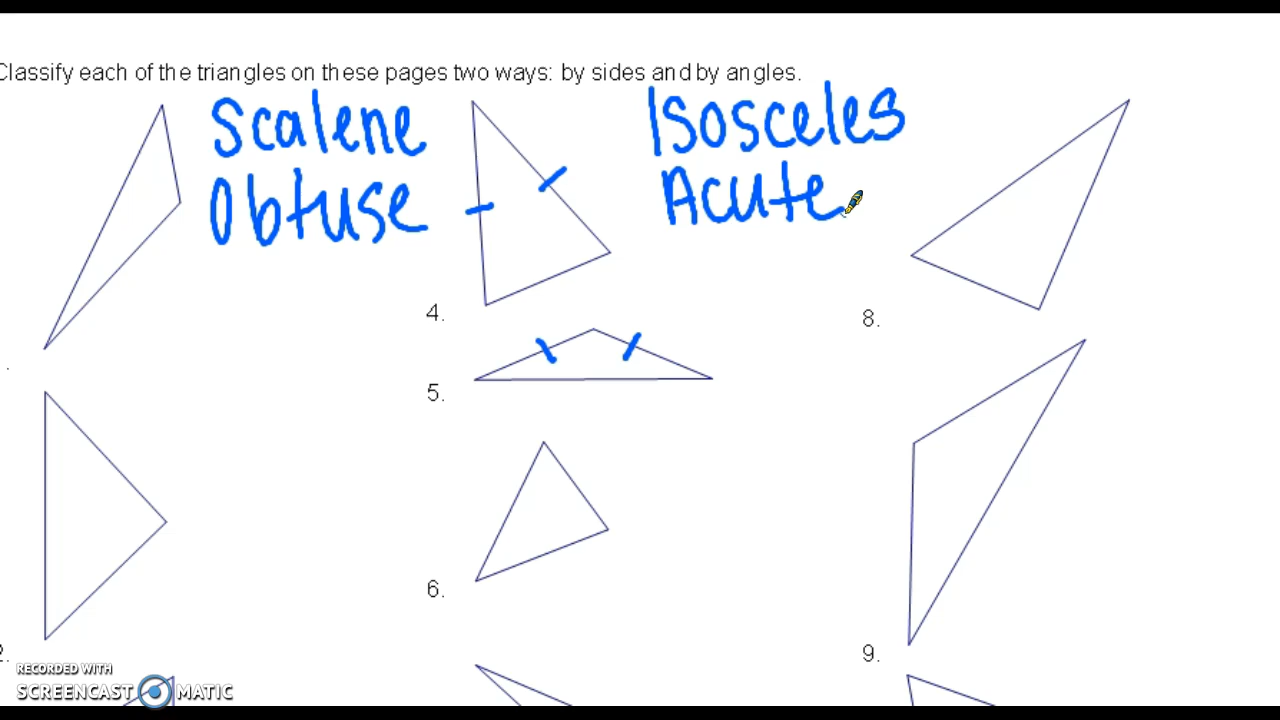 Classify each of the triangles on these pages two ways: by sides and by angles.
Scalene
Obtuse
Isosceles
Acute
4.
8.
5.
6.
2.
9.
RECORDED WITH
SCREENCAST MATIC